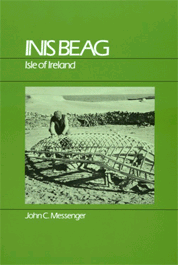 INIS BEAG
Isle of Ireland
John C. Messenger